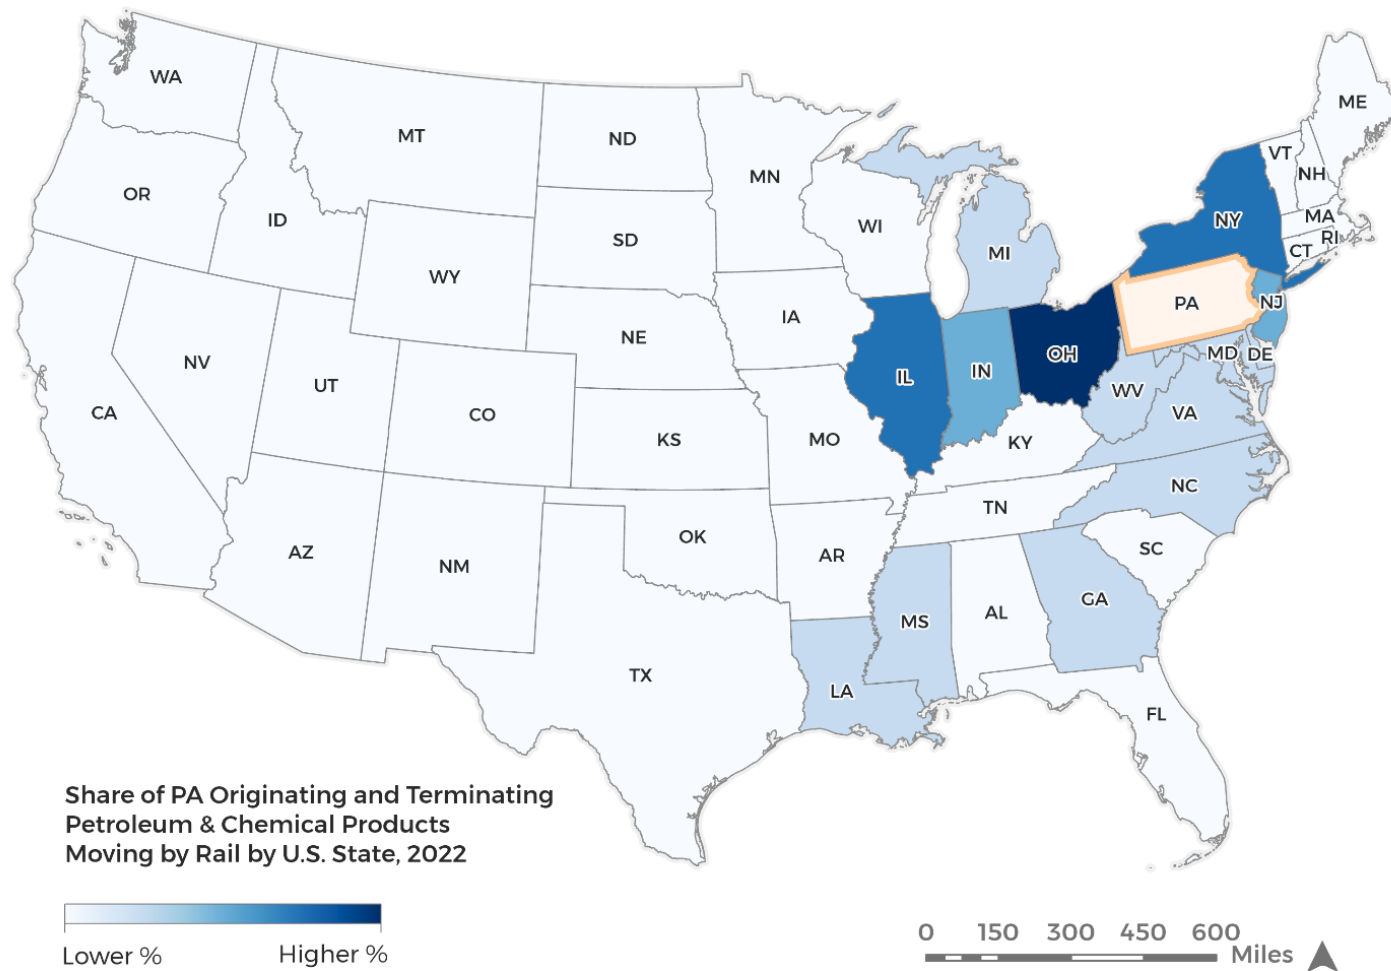 WA
MT
ND
MN
ME
VT
NH
OR
ID
SD
WI
NY
MA
RI
CT
WY
MI
IA
PA
NJ
NV
UT
NE
IL
IN
OH
MD
DE
CA
CO
KS
MO
WV
VA
KY
AZ
NM
OK
AR
TN
NC
SC
TX
MS
AL
GA
LA
FL
Share of PA Originating and Terminating
Petroleum & Chemical Products
Moving by Rail by U.S. State, 2022
Lower %
Higher %
0 150 300 450 600
Miles